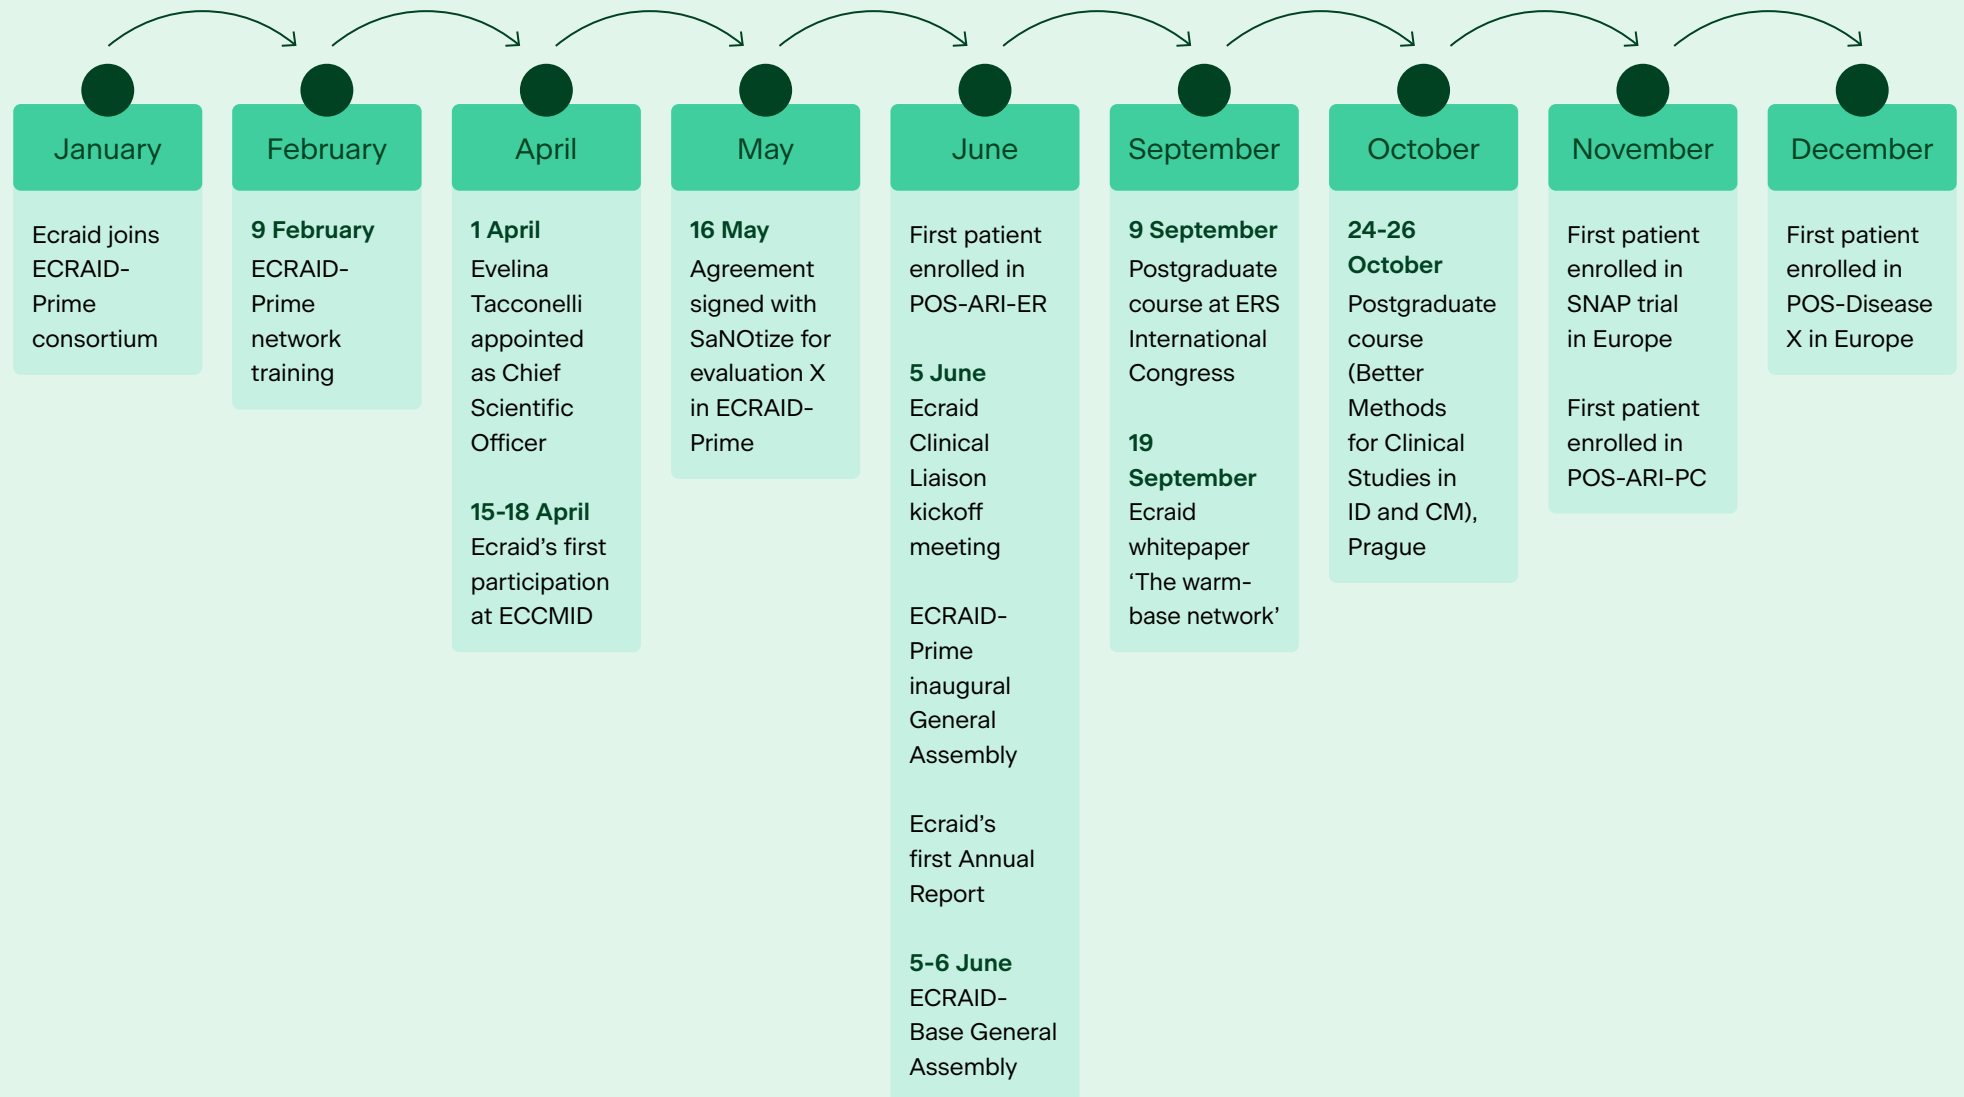 January
Ecraid joins
ECRAID-
Prime
consortium
February
9 February
ECRAID-
Prime
network
training
April
1 April
Evelina
Tacconelli
appointed
as Chief
Scientific
Officer
15-18 April
Ecraid’s first
participation
at ECCMID
May
16 May
Agreement
signed with
SaNOtize for
evaluation X
in ECRAID-
Prime
June
First patient
enrolled in
POS-ARI-ER
5 June
Ecraid
Clinical
Liaison
kickoff
meeting
ECRAID-
Prime
inaugural
General
Assembly
Ecraid’s
first Annual
Report
5-6 June
ECRAID-
Base General
Assembly
September
9 September
Postgraduate
course at ERS
International
Congress
19
September
Ecraid
whitepaper
‘The warm-
base network’
October
24-26
October
Postgraduate
course
(Better
Methods
for Clinical
Studies in
ID and CM),
Prague
November
First patient
enrolled in
SNAP trial
in Europe
First patient
enrolled in
POS-ARI-PC
December
First patient
enrolled in
POS-Disease
X in Europe